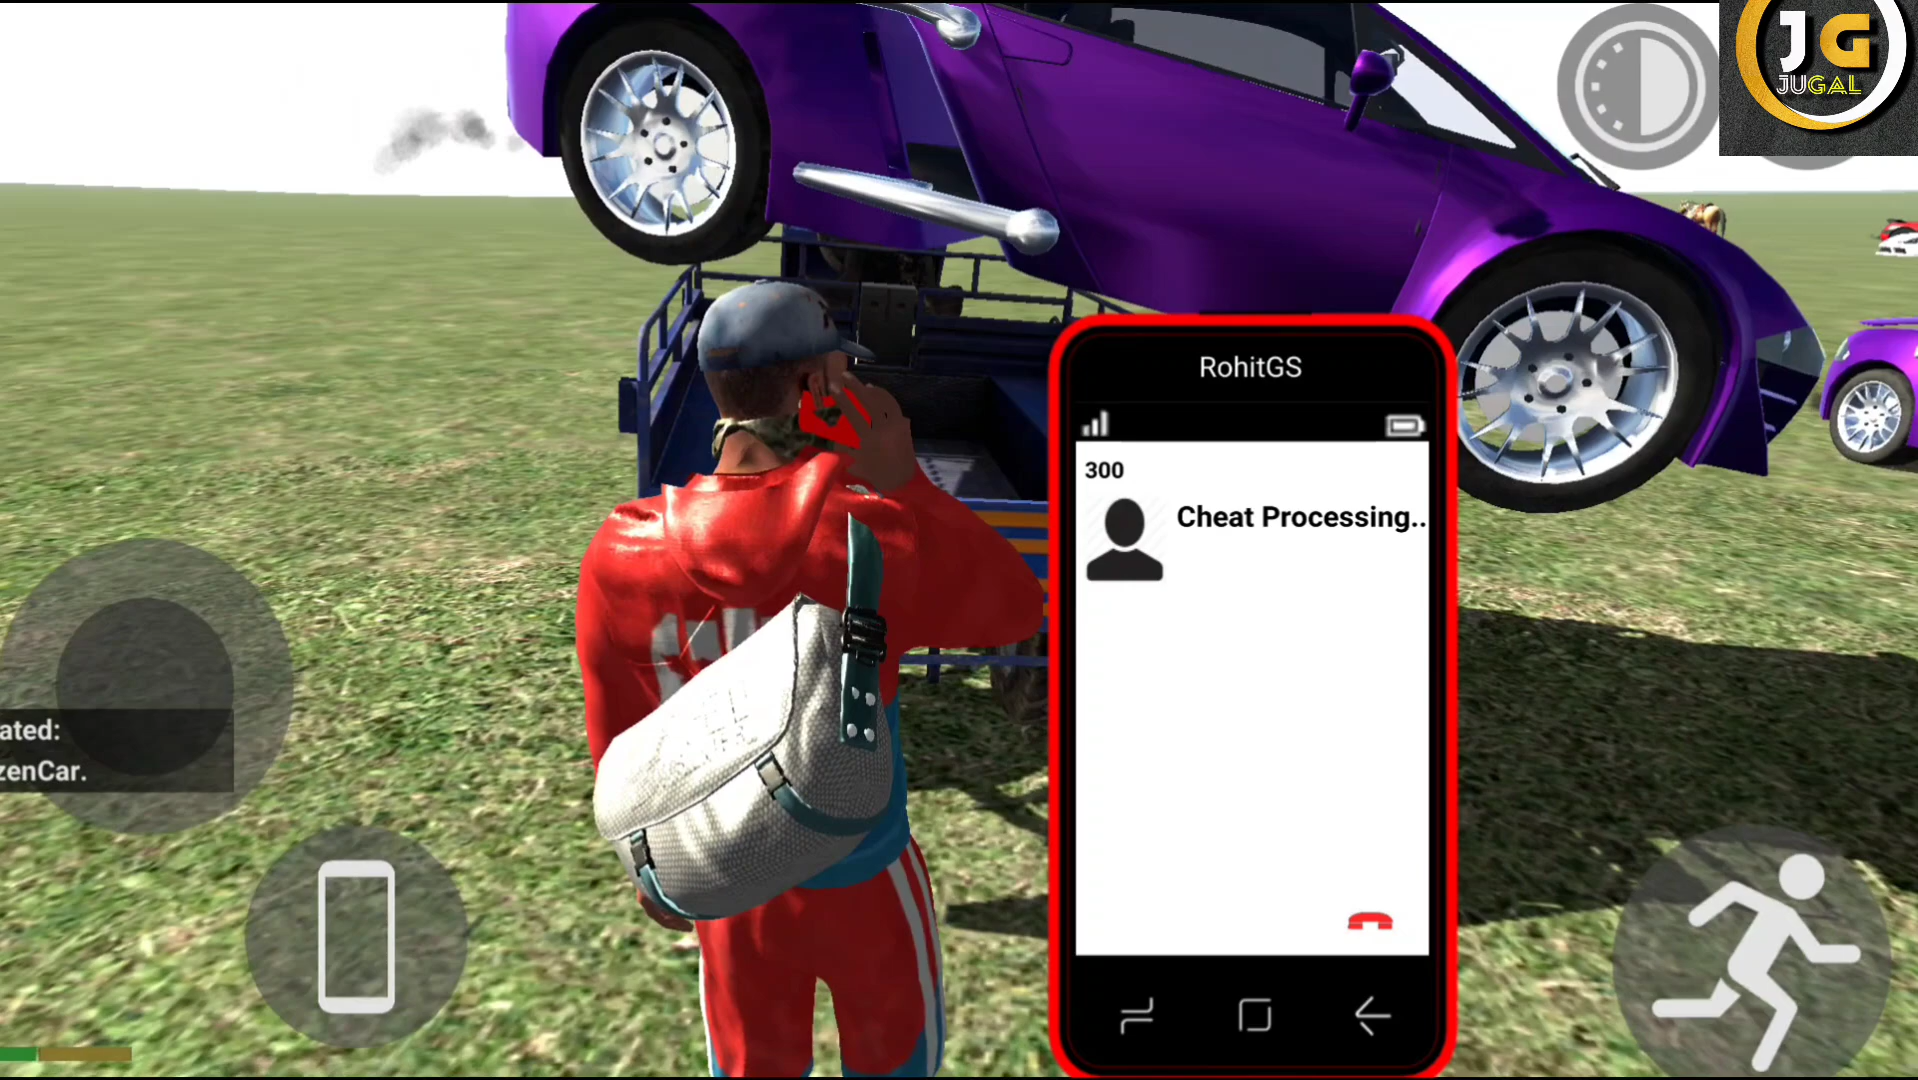 JG
JUGAL
RohitGS
300
Cheat Processing..
ated:
zenCar.